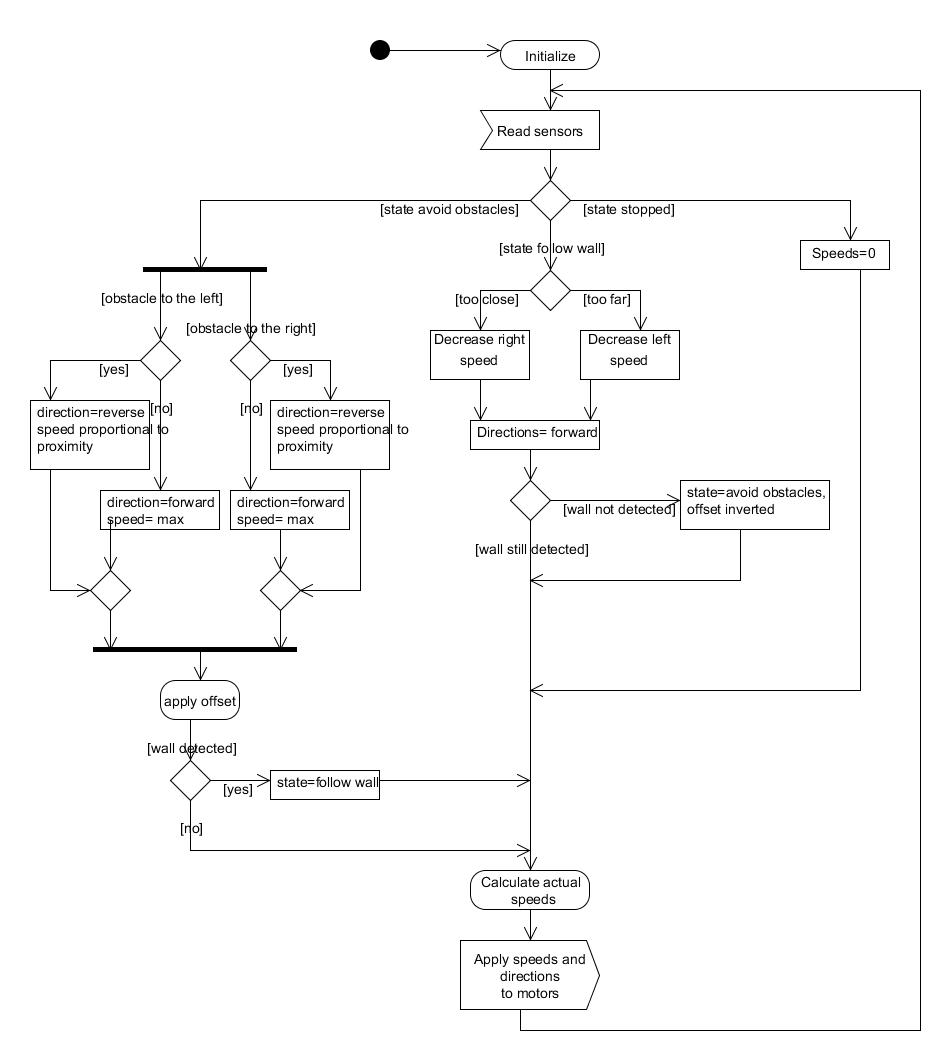 Initialize
Read sensors
[state avoid obstacles]
[state stopped]
[state follow wall]
Speeds=0
[obstacle to the left]
[too close]
[too far]
[obstacle to the right]
Decrease right
speed
Decrease left
speed
[yes]
[yes]
direction=reverse
speed proportional to
proximity
[no]
[no]
direction=reverse
speed proportional to
proximity
Directions= forward
direction=forward
speed= max
direction=forward
speed= max
[wall not detected]
state=avoid obstacles,
offset inverted
[wall still detected]
apply offset
[wall detected]
[yes]
state=follow wall
[no]
Calculate actual
speeds
Apply speeds and
directions
to motors